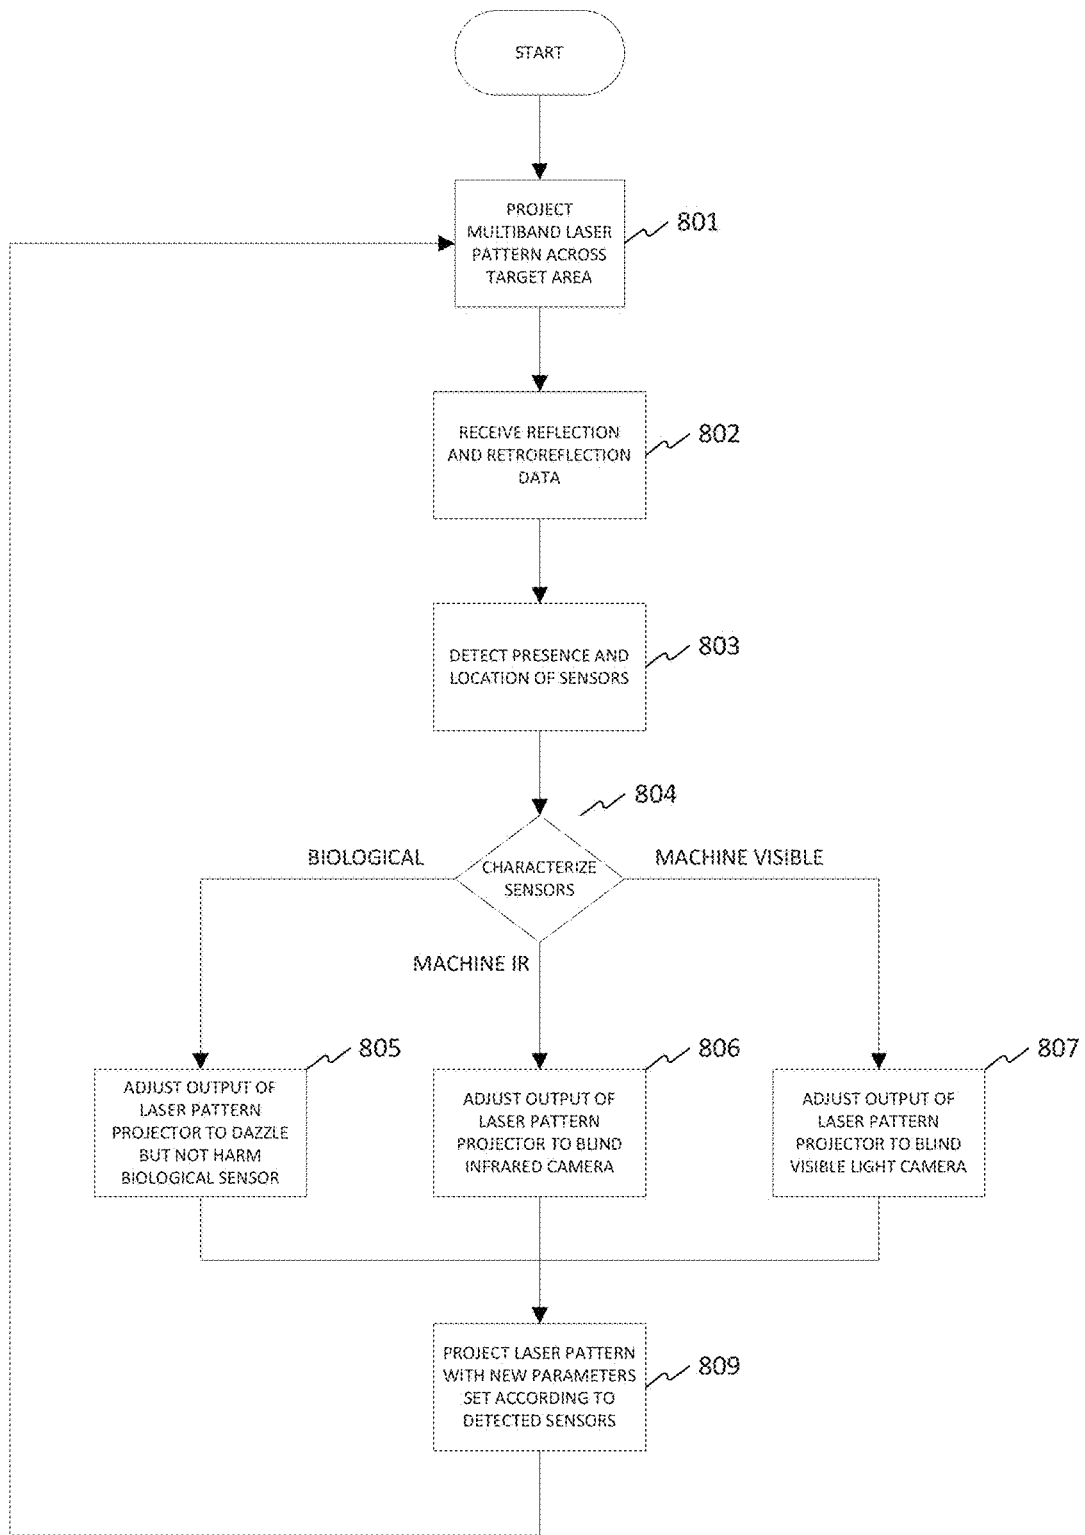 START
PROJECT
MULTIBAND LASER
PATTERN ACROSS
TARGET AREA
801
RECEIVE REFLECTION
AND RETROREFLECTION
DATA
802
DETECT PRESENCE AND
LOCATION OF SENSORS
803
804
CHARACTERIZE
SENSORS
BIOLOGICAL
MACHINE IR
MACHINE VISIBLE
805
ADJUST OUTPUT OF
LASER PATTERN
PROJECTOR TO DAZZLE
BUT NOT HARM
BIOLOGICAL SENSOR
806
ADJUST OUTPUT OF
LASER PATTERN
PROJECTOR TO BLIND
INFRARED CAMERA
807
ADJUST OUTPUT OF
LASER PATTERN
PROJECTOR TO BLIND
VISIBLE LIGHT CAMERA
PROJECT LASER PATTERN
WITH NEW PARAMETERS
SET ACCORDING TO
DETECTED SENSORS
809